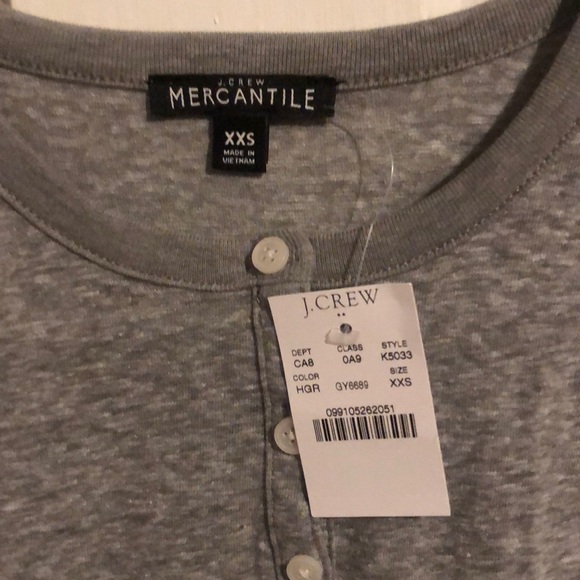 J.CREW
MERCANTILE
XXS
MADE IN
VIETNAM
J.CREW
DEPT CLASS STYLE
CA8 0A9 K5033
COLOR SIZE
HGR GY6689 XXS
099105262051